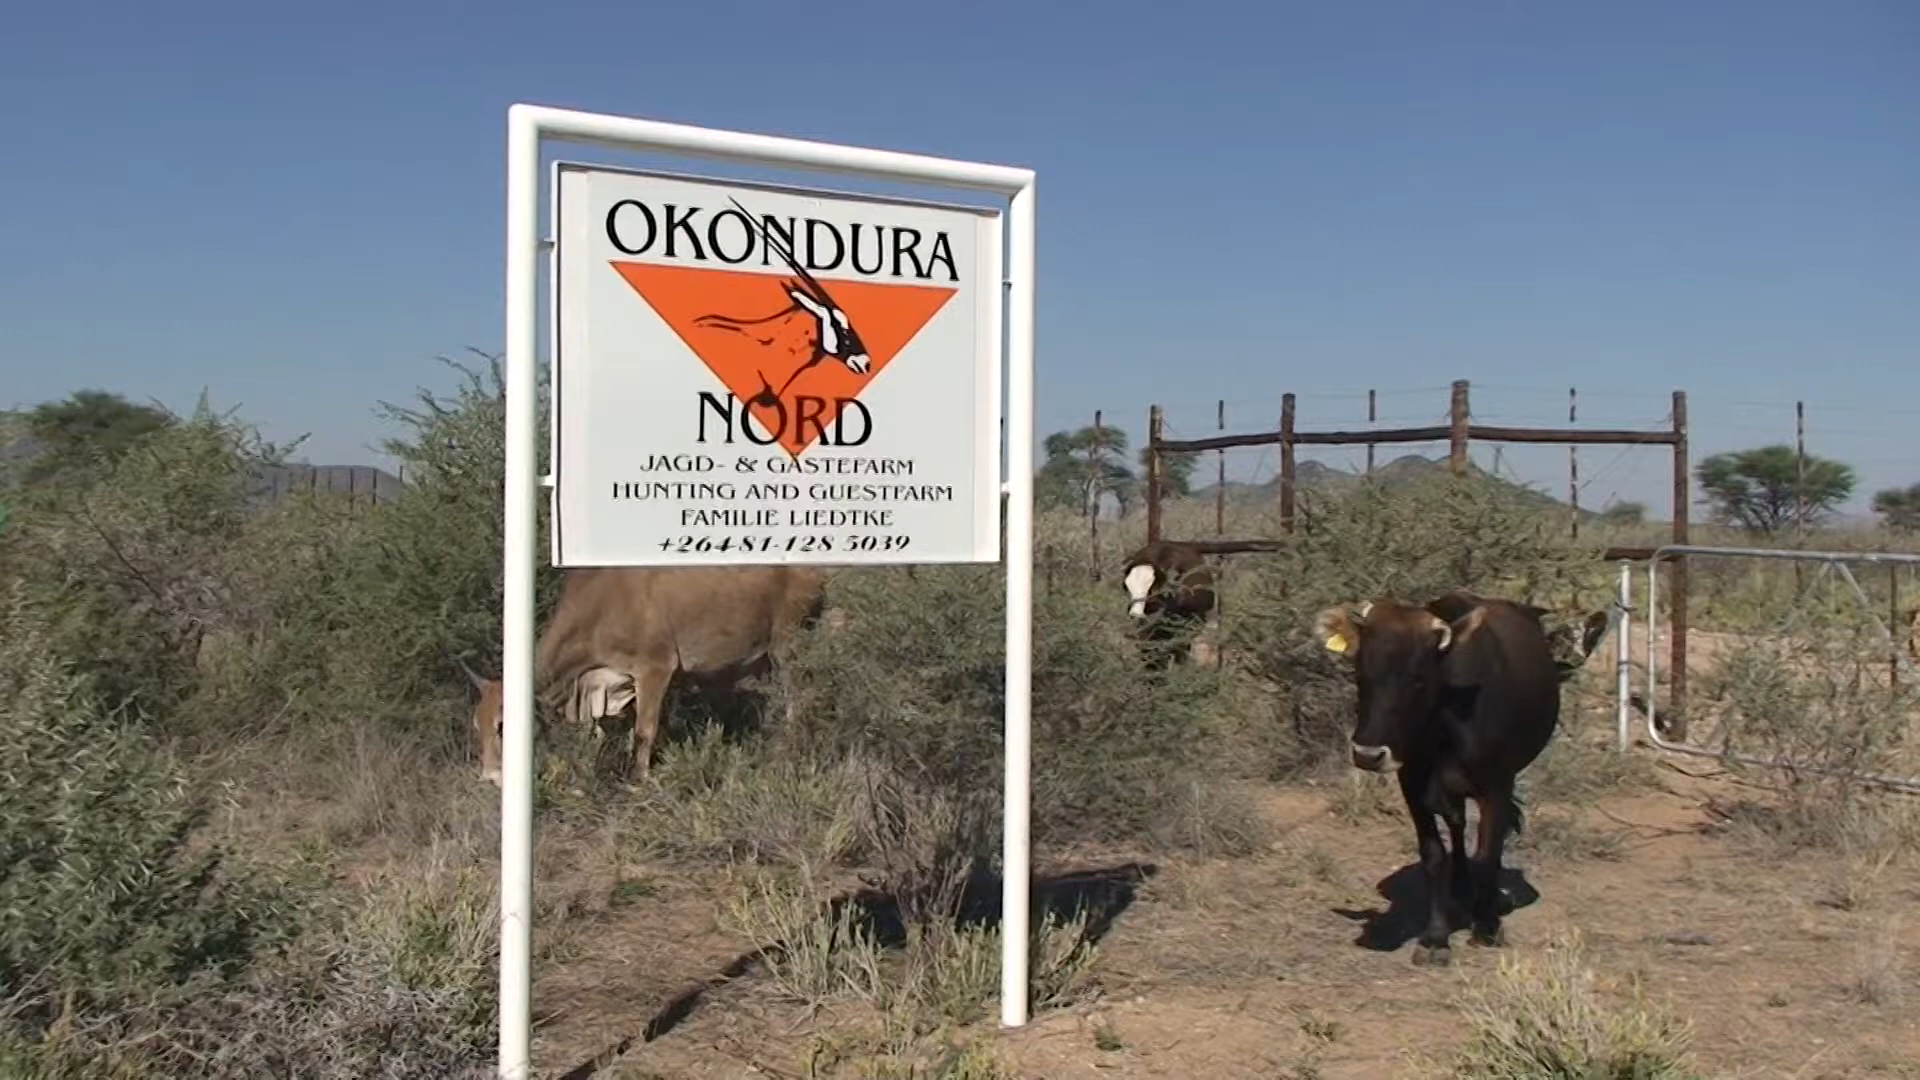 OKONDURA
NORD
JAGD- & GÄSTEFARM
HUNTING AND GUESTFARM
FAMILIE LIEDTKE
+264-81-128 5039